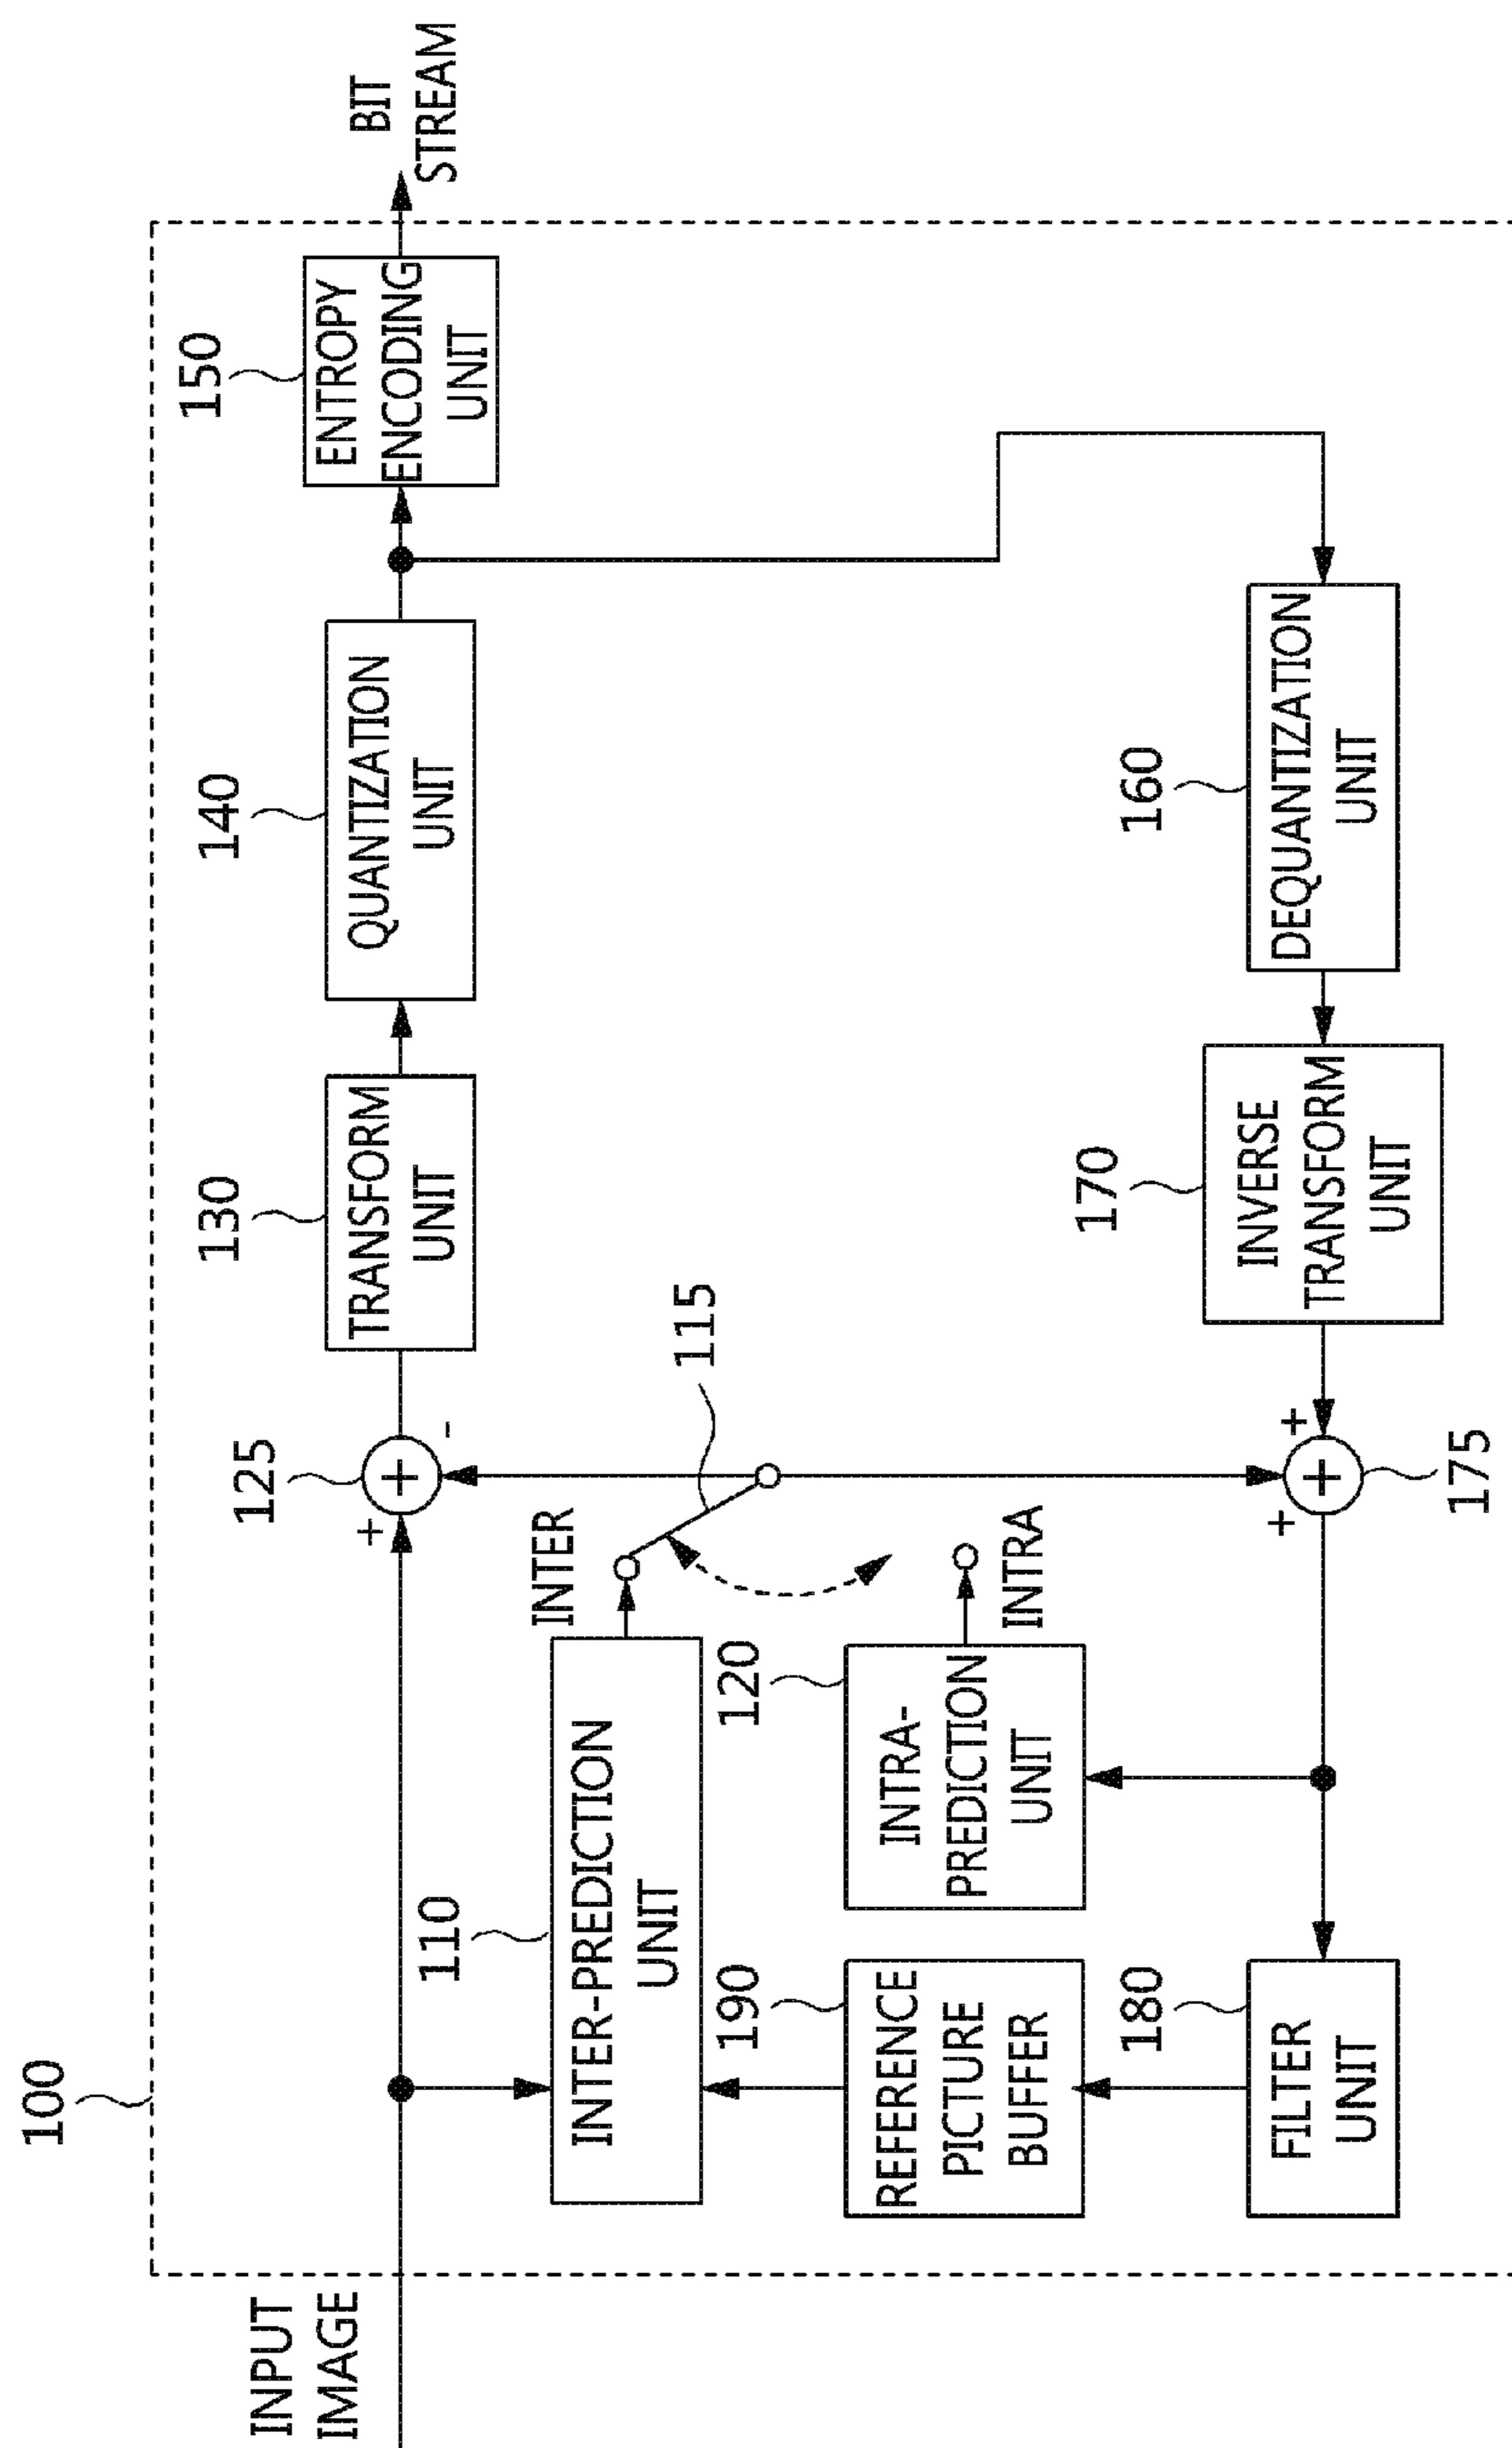 100
INPUT
IMAGE
125
+
-
+
130
TRANSFORM
UNIT
140
QUANTIZATION
UNIT
150
ENTROPY
ENCODING
UNIT
BIT
STREAM
110
INTER-PREDICTION
UNIT
INTER
115
190
REFERENCE
PICTURE
BUFFER
120
INTRA-
PREDICTION
UNIT
INTRA
180
FILTER
UNIT
+
+
+
175
170
INVERSE
TRANSFORM
UNIT
160
DEQUANTIZATION
UNIT